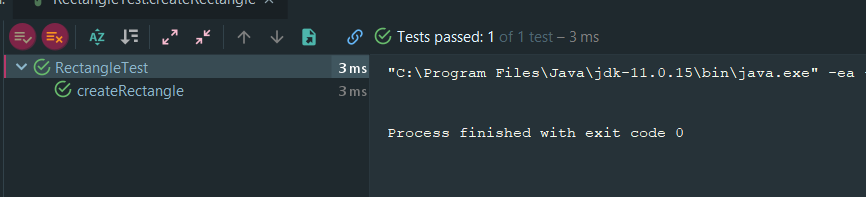 RectangleTest.createRectangle ×
Tests passed: 1 of 1 test – 3 ms
RectangleTest 3 ms
createRectangle 3 ms
"C:\Program Files\Java\jdk-11.0.15\bin\java.exe" -ea
Process finished with exit code 0